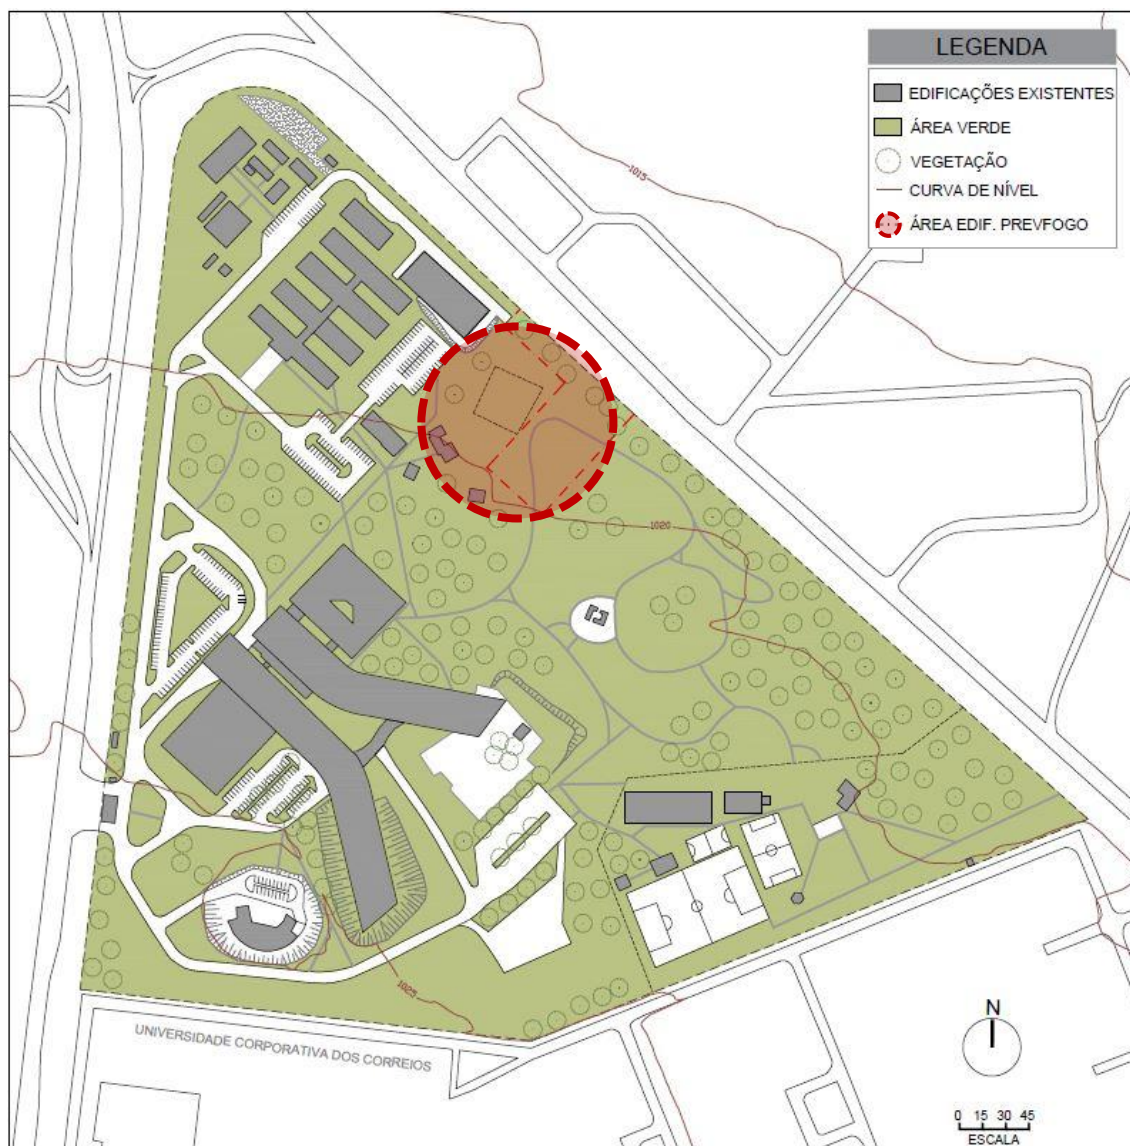 LEGENDA
EDIFICAÇÕES EXISTENTES
ÁREA VERDE
VEGETAÇÃO
CURVA DE NÍVEL
ÁREA EDIF. PREVFOGO
1015
1020
1025
UNIVERSIDADE CORPORATIVA DOS CORREIOS
N
0 15 30 45
ESCALA